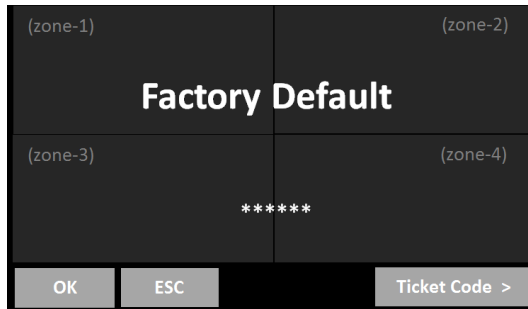 (zone-1) (zone-2)
Factory Default
(zone-3) (zone-4)
******
OK ESC Ticket Code >